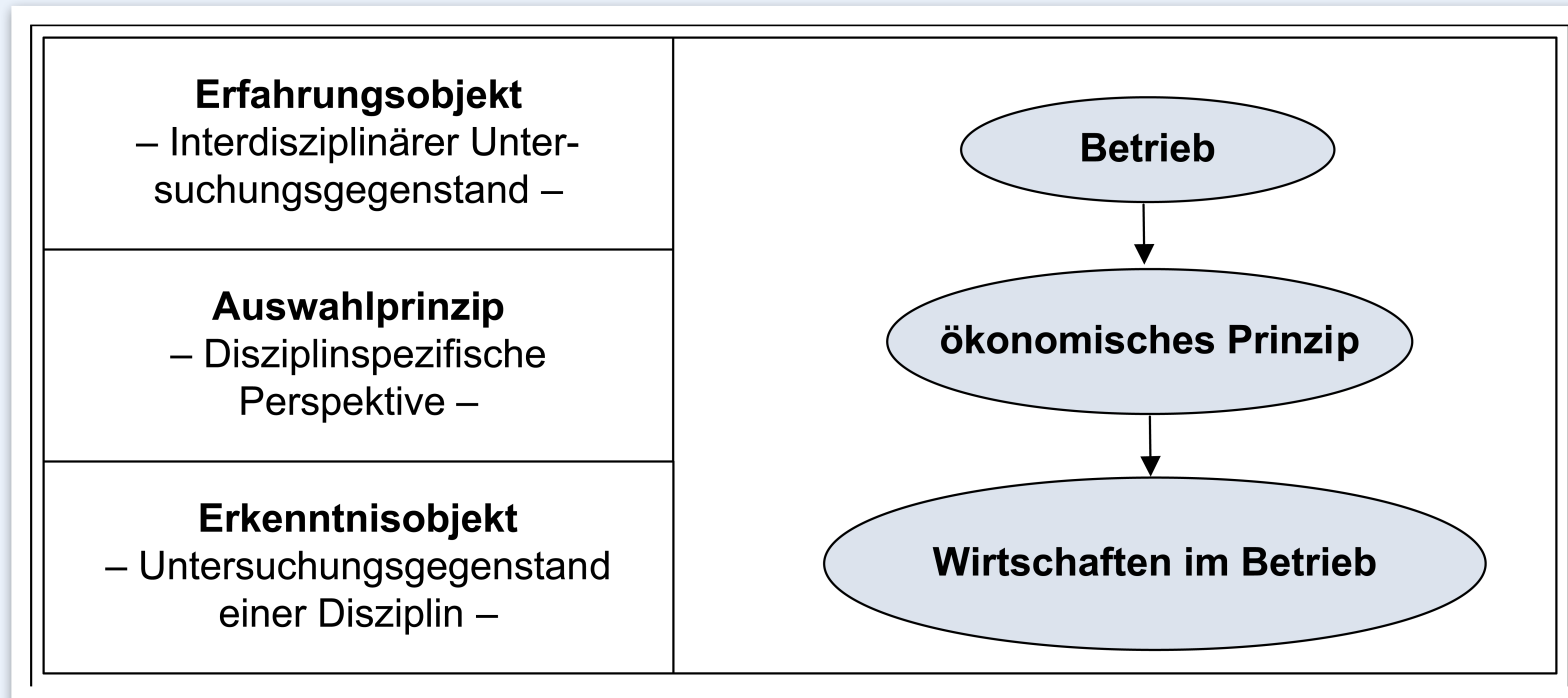 Erfahrungsobjekt
– Interdisziplinärer Unter-
suchungsgegenstand –
Betrieb
Auswahlprinzip
– Disziplinspezifische
Perspektive –
ökonomisches Prinzip
Erkenntnisobjekt
– Untersuchungsgegenstand
einer Disziplin –
Wirtschaften im Betrieb